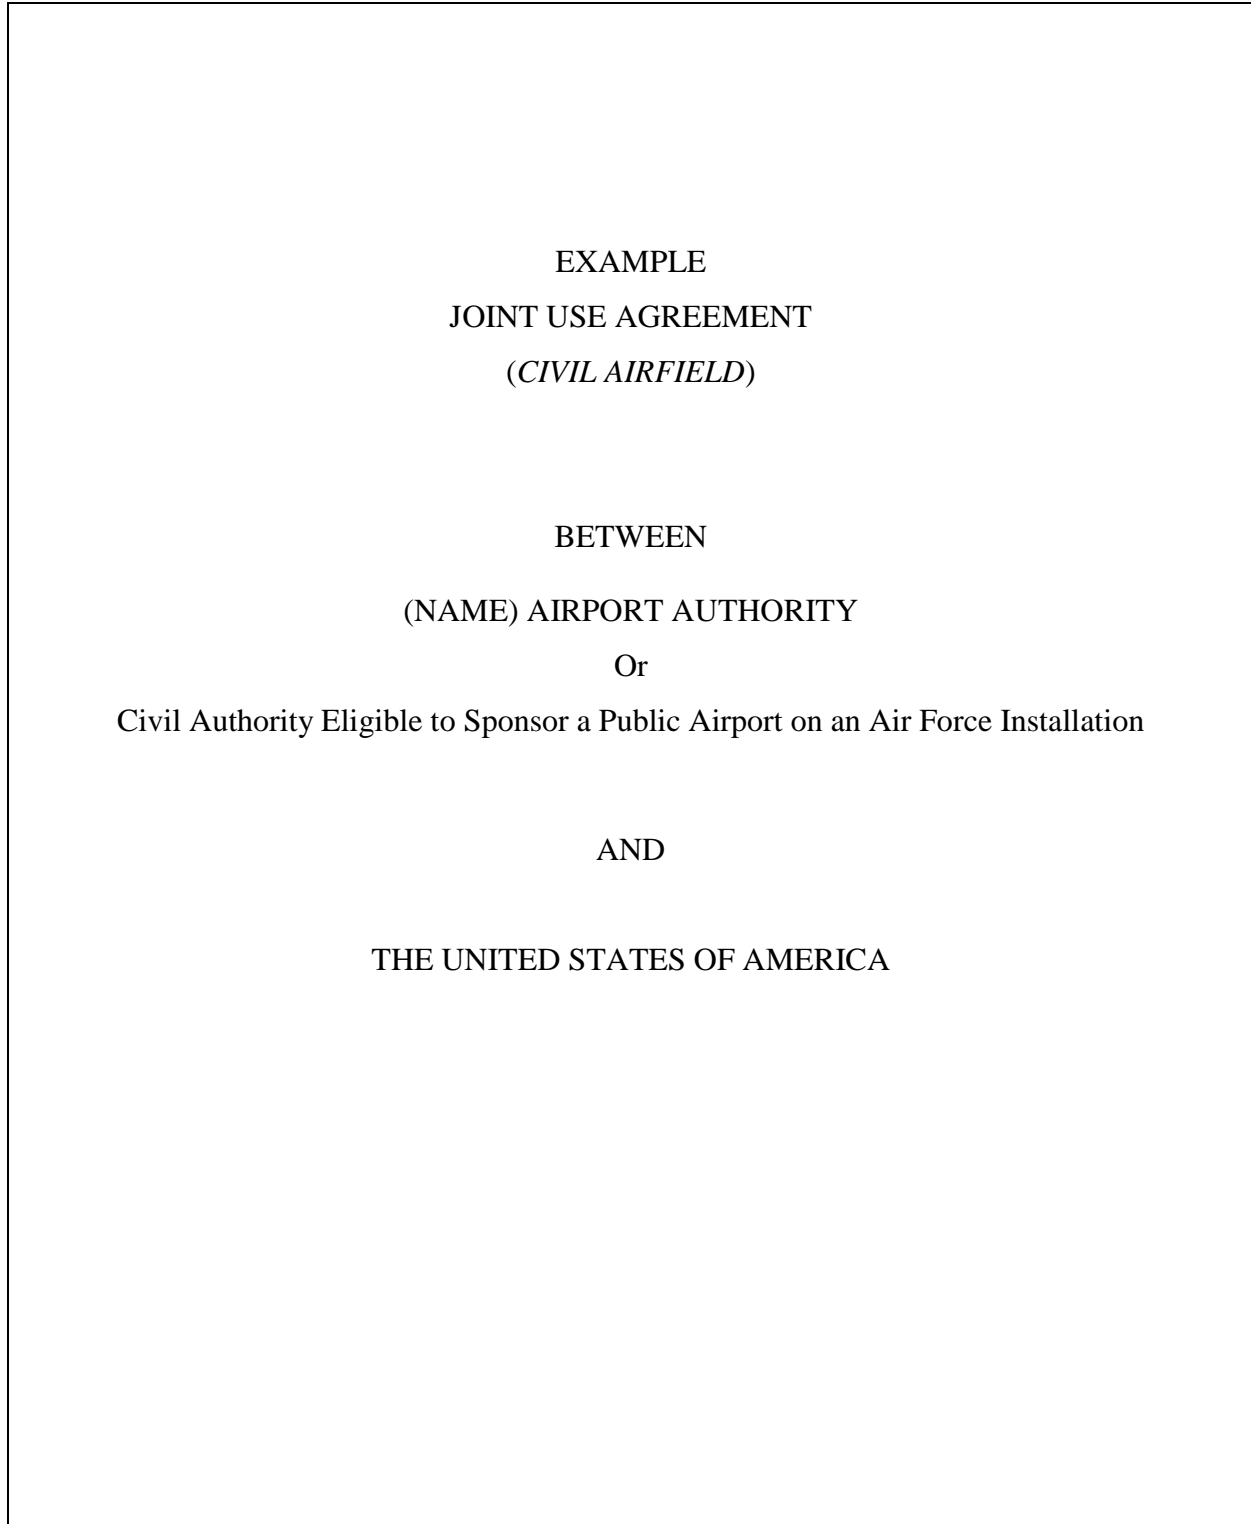 EXAMPLE
JOINT USE AGREEMENT
(CIVIL AIRFIELD)
BETWEEN
(NAME) AIRPORT AUTHORITY
Or
Civil Authority Eligible to Sponsor a Public Airport on an Air Force Installation
AND
THE UNITED STATES OF AMERICA